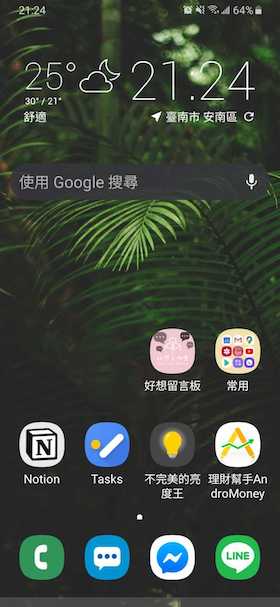 21:24
64%
25°
21.24
30° / 21°
舒適
臺南市 安南區
使用 Google 搜尋
好想留言板
常用
Notion
Tasks
不完美的亮度王
理財幫手AndroMoney
LINE